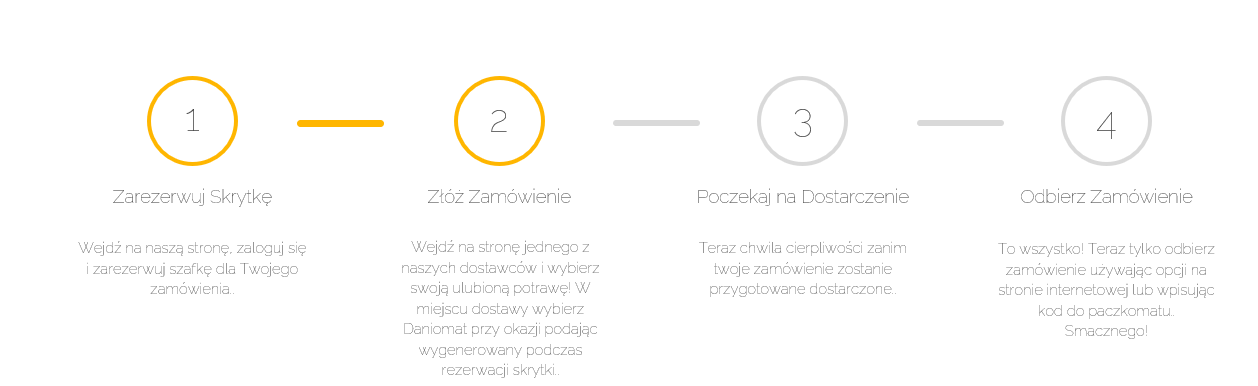 1
Zarezerwuj Skrytkę
Wejdź na naszą stronę, zaloguj się
i zarezerwuj szafkę dla Twojego
zamówienia..
2
Złóż Zamówienie
Wejdź na stronę jednego z
naszych dostawców i wybierz
swoją ulubioną potrawę! W
miejscu dostawy wybierz
Daniomat przy okazji podając
wygenerowany podczas
rezerwacji skrytki..
3
Poczekaj na Dostarczenie
Teraz chwila cierpliwości zanim
twoje zamówienie zostanie
przygotowane dostarczone..
4
Odbierz Zamówienie
To wszystko! Teraz tylko odbierz
zamówienie używając opcji na
stronie internetowej lub wpisując
kod do paczkomatu..
Smacznego!